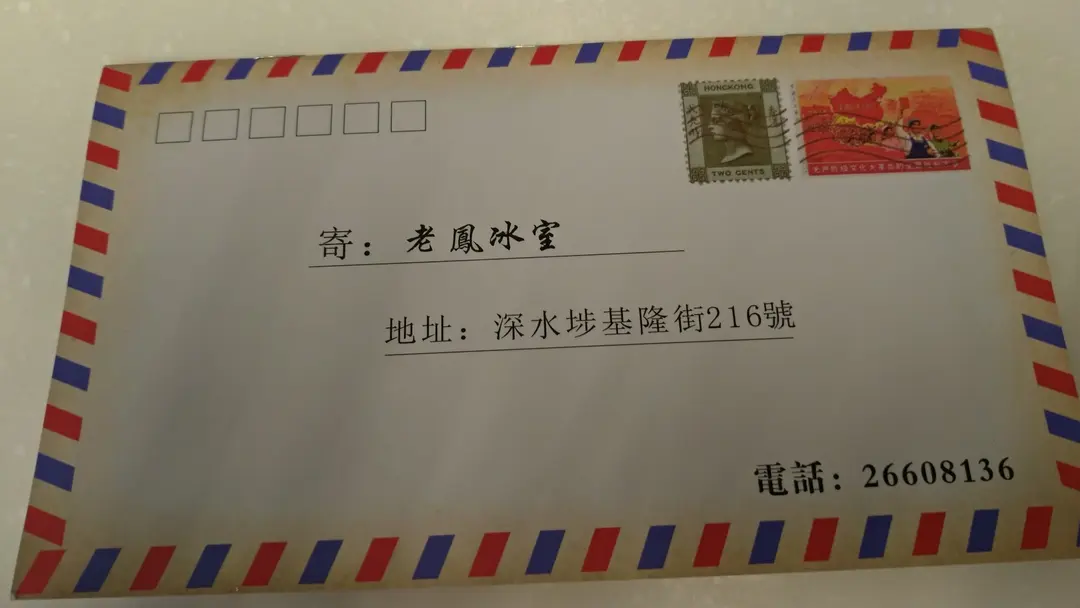 HONGKONG
TWO CENTS
寄：老鳳冰室
地址：深水埗基隆街216號
電話：26608136